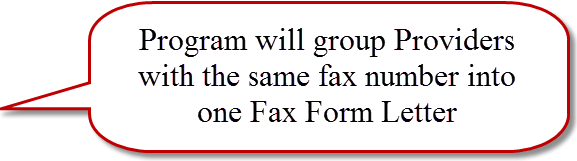 Program will group Providers
with the same fax number into
one Fax Form Letter